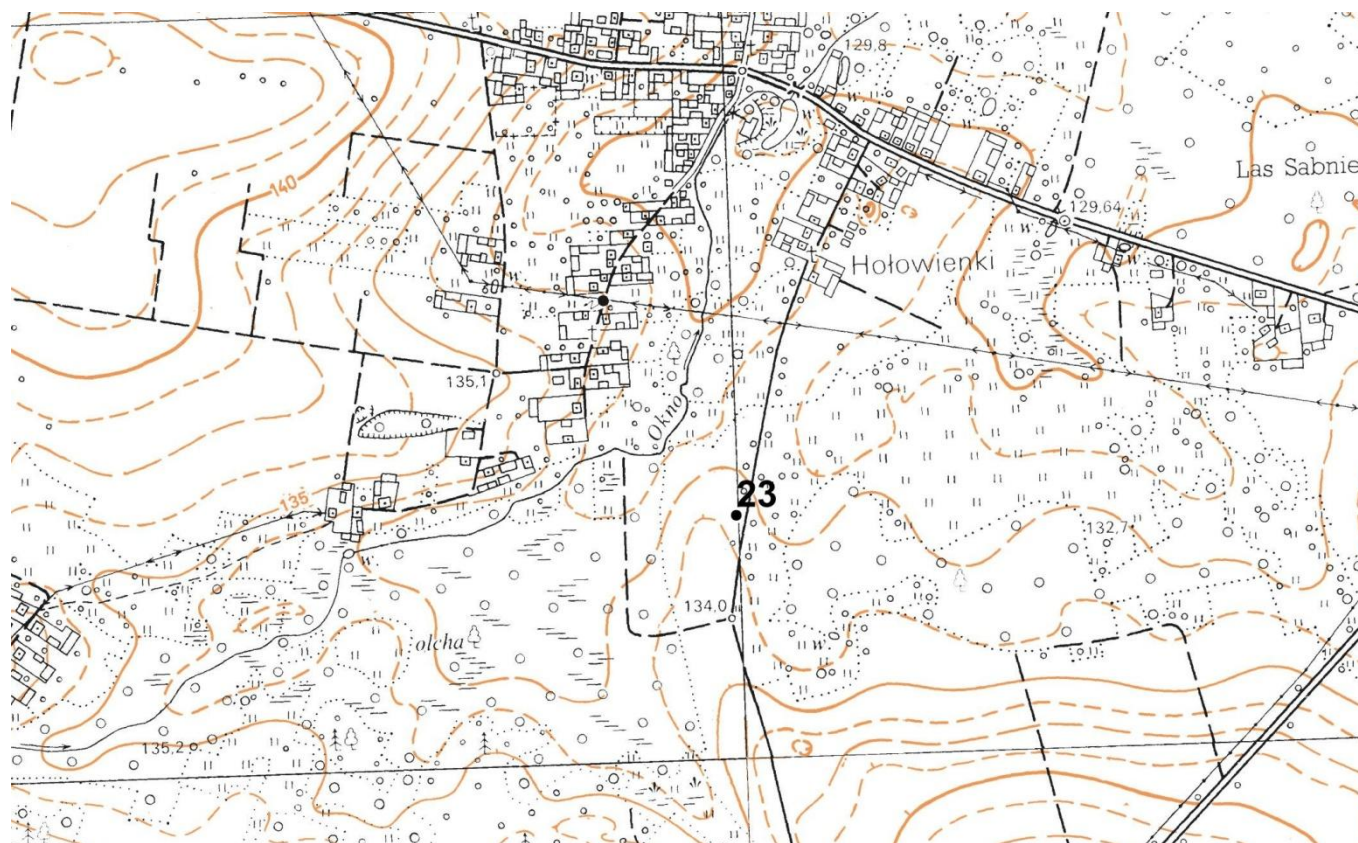 129,8
140
Las Sabnie
129,64
Hołowienki
135,1
Okno
135
23
132,7
134,0
olcha
135,2
w
w
w
w
w
w